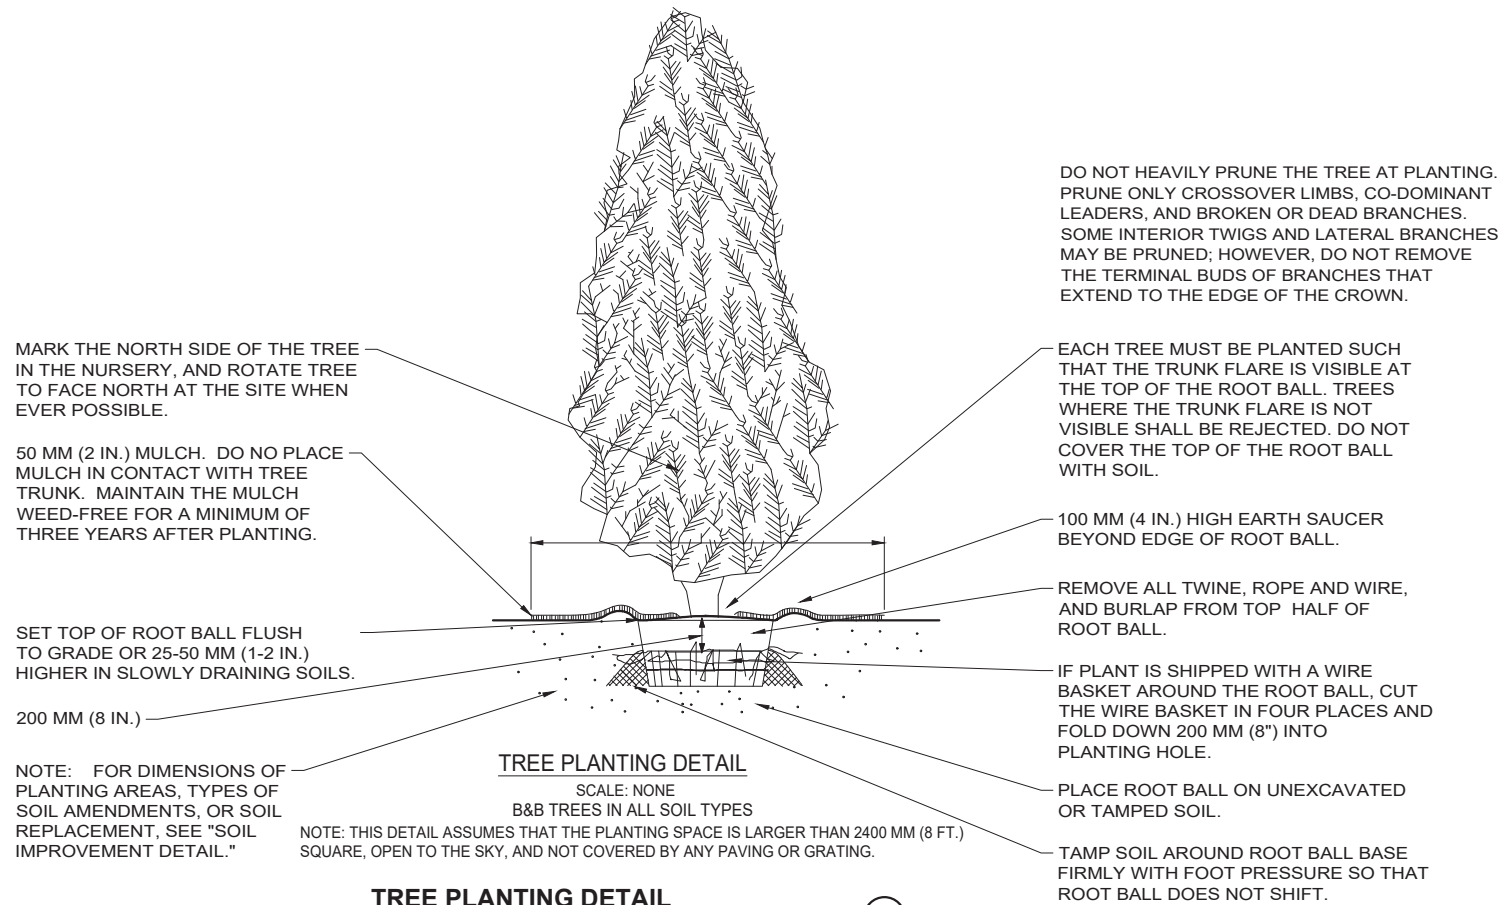 DO NOT HEAVILY PRUNE THE TREE AT PLANTING.
PRUNE ONLY CROSSOVER LIMBS, CO-DOMINANT
LEADERS, AND BROKEN OR DEAD BRANCHES.
SOME INTERIOR TWIGS AND LATERAL BRANCHES
MAY BE PRUNED; HOWEVER, DO NOT REMOVE
THE TERMINAL BUDS OF BRANCHES THAT
EXTEND TO THE EDGE OF THE CROWN.
MARK THE NORTH SIDE OF THE TREE
IN THE NURSERY, AND ROTATE TREE
TO FACE NORTH AT THE SITE WHEN
EVER POSSIBLE.
50 MM (2 IN.) MULCH. DO NO PLACE
MULCH IN CONTACT WITH TREE
TRUNK. MAINTAIN THE MULCH
WEED-FREE FOR A MINIMUM OF
THREE YEARS AFTER PLANTING.
SET TOP OF ROOT BALL FLUSH
TO GRADE OR 25-50 MM (1-2 IN.)
HIGHER IN SLOWLY DRAINING SOILS.
200 MM (8 IN.)
NOTE: FOR DIMENSIONS OF
PLANTING AREAS, TYPES OF
SOIL AMENDMENTS, OR SOIL
REPLACEMENT, SEE "SOIL
IMPROVEMENT DETAIL."
EACH TREE MUST BE PLANTED SUCH
THAT THE TRUNK FLARE IS VISIBLE AT
THE TOP OF THE ROOT BALL. TREES
WHERE THE TRUNK FLARE IS NOT
VISIBLE SHALL BE REJECTED. DO NOT
COVER THE TOP OF THE ROOT BALL
WITH SOIL.
100 MM (4 IN.) HIGH EARTH SAUCER
BEYOND EDGE OF ROOT BALL.
REMOVE ALL TWINE, ROPE AND WIRE,
AND BURLAP FROM TOP HALF OF
ROOT BALL.
IF PLANT IS SHIPPED WITH A WIRE
BASKET AROUND THE ROOT BALL, CUT
THE WIRE BASKET IN FOUR PLACES AND
FOLD DOWN 200 MM (8") INTO
PLANTING HOLE.
PLACE ROOT BALL ON UNEXCAVATED
OR TAMPED SOIL.
TAMP SOIL AROUND ROOT BALL BASE
FIRMLY WITH FOOT PRESSURE SO THAT
ROOT BALL DOES NOT SHIFT.
TREE PLANTING DETAIL
SCALE: NONE
B&B TREES IN ALL SOIL TYPES
NOTE: THIS DETAIL ASSUMES THAT THE PLANTING SPACE IS LARGER THAN 2400 MM (8 FT.)
SQUARE, OPEN TO THE SKY, AND NOT COVERED BY ANY PAVING OR GRATING.
TREE PLANTING DETAIL